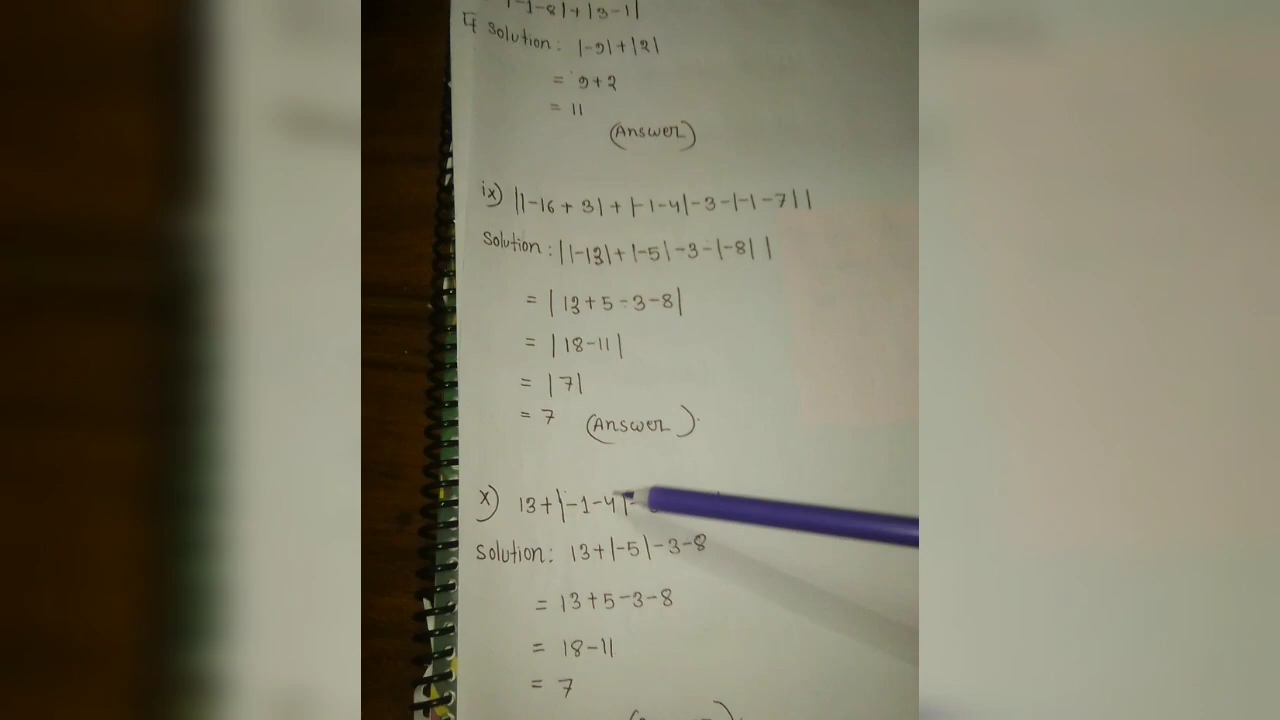 |-1-8|+|3-1|
Solution: |-9|+|2|
= 9+2
= 11
(Answer)
ix) ||-16 + 3| + |-1-4|-3-|-1-7||
Solution: ||-13|+|-5|-3-|-8||
= | 13+5-3-8|
= |18-11|
= |7|
= 7 (Answer).
x) 13+|-1-4|-
Solution: 13+|-5|-3-8
= 13+5-3-8
= 18-11
= 7